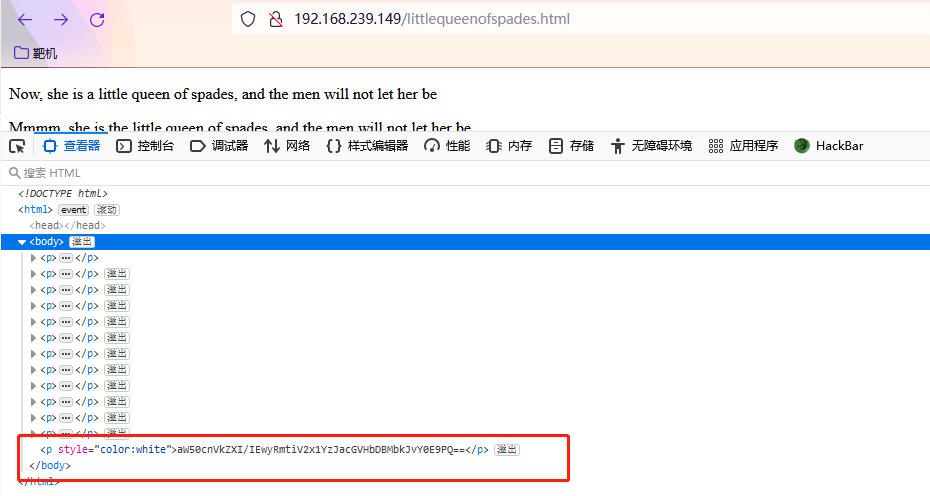 192.168.239.149/littlequeenofspades.html
靶机
Now, she is a little queen of spades, and the men will not let her be
Mmmm, she is the little queen of spades, and the men will not let her be
查看器 控制台 调试器 网络 样式编辑器 性能 内存 存储 无障碍环境 应用程序 HackBar
搜索 HTML
<!DOCTYPE html>
<html> event 滚动
<head></head>
<body> 溢出
<p> ··· </p>
<p> ··· </p> 溢出
<p> ··· </p> 溢出
<p> ··· </p> 溢出
<p> ··· </p> 溢出
<p> ··· </p> 溢出
<p> ··· </p> 溢出
<p> ··· </p> 溢出
<p> ··· </p> 溢出
<p> ··· </p> 溢出
<p> ··· </p> 溢出
<p> ··· </p> 溢出
<p style="color:white">aW50cnVkZXI/IEwyRmtiV2x1YzJacGVHbDBMbkJvY0E9PQ==</p> 溢出
</body>
</html>